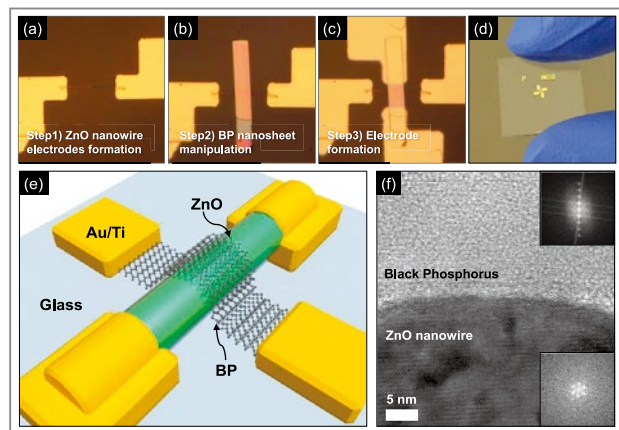 (a)
(b)
(c)
(d)
Step1) ZnO nanowire
electrodes formation
Step2) BP nanosheet
manipulation
Step3) Electrode
formation
(e)
ZnO
Au/Ti
Glass
BP
(f)
Black Phosphorus
ZnO nanowire
5 nm